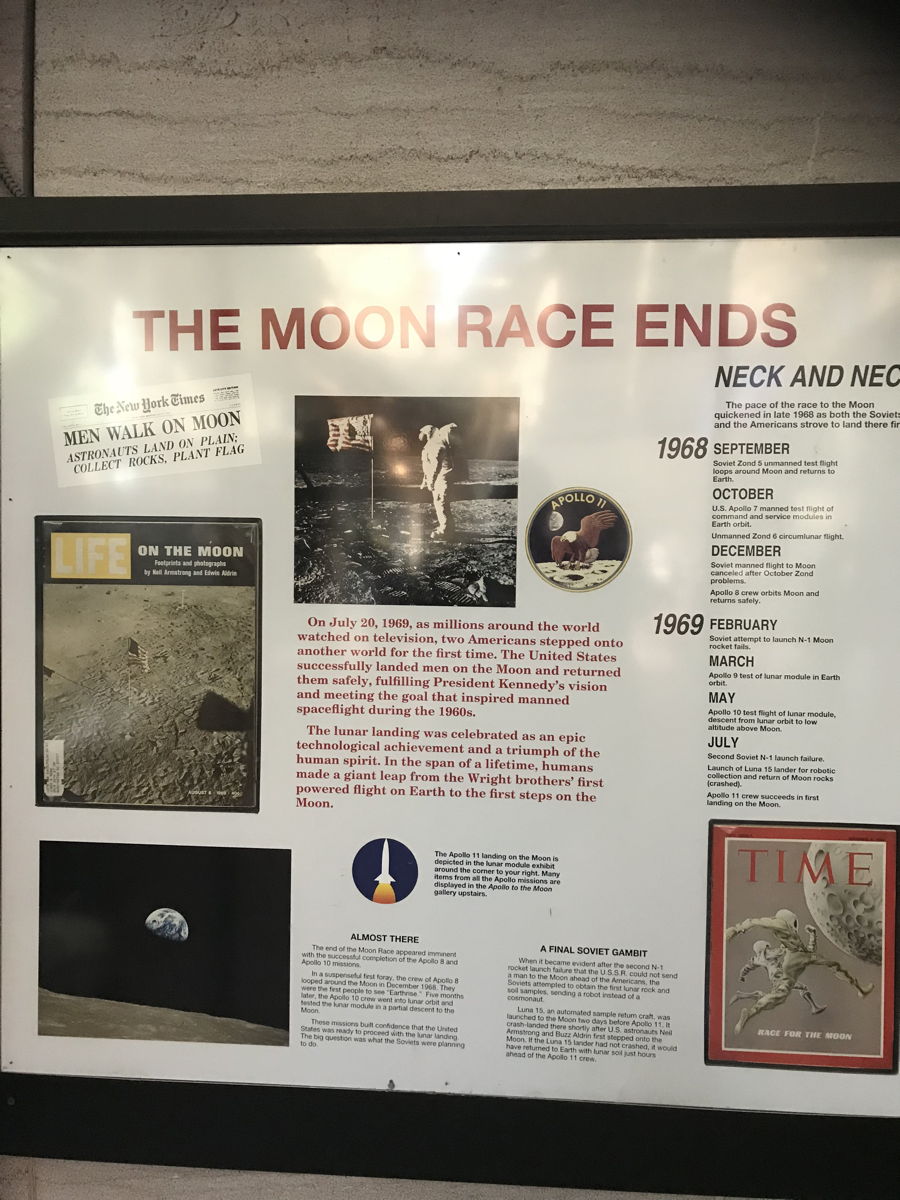 THE MOON RACE ENDS
The New York Times
MEN WALK ON MOON
ASTRONAUTS LAND ON PLAIN;
COLLECT ROCKS, PLANT FLAG
LIFE
ON THE MOON
Footprints and photographs
by Neil Armstrong and Edwin Aldrin
APOLLO 11
On July 20, 1969, as millions around the world
watched on television, two Americans stepped onto
another world for the first time. The United States
successfully landed men on the Moon and returned
them safely, fulfilling President Kennedy's vision
and meeting the goal that inspired manned
spaceflight during the 1960s.
The lunar landing was celebrated as an epic
technological achievement and a triumph of the
human spirit. In the span of a lifetime, humans
made a giant leap from the Wright brothers' first
powered flight on Earth to the first steps on the
Moon.
The Apollo 11 landing on the Moon is
depicted in the lunar module exhibit
around the corner to your right. Many
items from all the Apollo missions are
displayed in the Apollo to the Moon
gallery upstairs.
ALMOST THERE
The end of the Moon Race appeared imminent
with the successful completion of the Apollo 8 and
Apollo 10 missions.
In a suspenseful first foray, the crew of Apollo 8
looped around the Moon in December 1968. They
were the first people to see "Earthrise." Five months
later, the Apollo 10 crew went into lunar orbit and
tested the lunar module in a partial descent to the
Moon.
These missions built confidence that the United
States was ready to proceed with the lunar landing.
The big question was what the Soviets were planning
to do.
A FINAL SOVIET GAMBIT
When it became evident after the second N-1
rocket launch failure that the U.S.S.R. could not send
a man to the Moon ahead of the Americans, the
Soviets attempted to obtain the first lunar rock and
soil samples, sending a robot instead of a
cosmonaut.
Luna 15, an automated sample return craft, was
launched to the Moon two days before Apollo 11. It
crash-landed there shortly after U.S. astronauts Neil
Armstrong and Buzz Aldrin first stepped onto the
Moon. If the Luna 15 lander had not crashed, it would
have returned to Earth with lunar soil just hours
ahead of the Apollo 11 crew.
NECK AND NEC
The pace of the race to the Moon
quickened in late 1968 as both the Soviets
and the Americans strove to land there fir
1968 SEPTEMBER
Soviet Zond 5 unmanned test flight
loops around Moon and returns to
Earth.
OCTOBER
U.S. Apollo 7 manned test flight of
command and service modules in
Earth orbit.
Unmanned Zond 6 circumlunar flight.
DECEMBER
Soviet manned flight to Moon
canceled after October Zond
problems.
Apollo 8 crew orbits Moon and
returns safely.
1969 FEBRUARY
Soviet attempt to launch N-1 Moon
rocket fails.
MARCH
Apollo 9 test of lunar module in Earth
orbit.
MAY
Apollo 10 test flight of lunar module,
descent from lunar orbit to low
altitude above Moon.
JULY
Second Soviet N-1 launch failure.
Launch of Luna 15 lander for robotic
collection and return of Moon rocks
(crashed).
Apollo 11 crew succeeds in first
landing on the Moon.
TIME
RACE FOR THE MOON